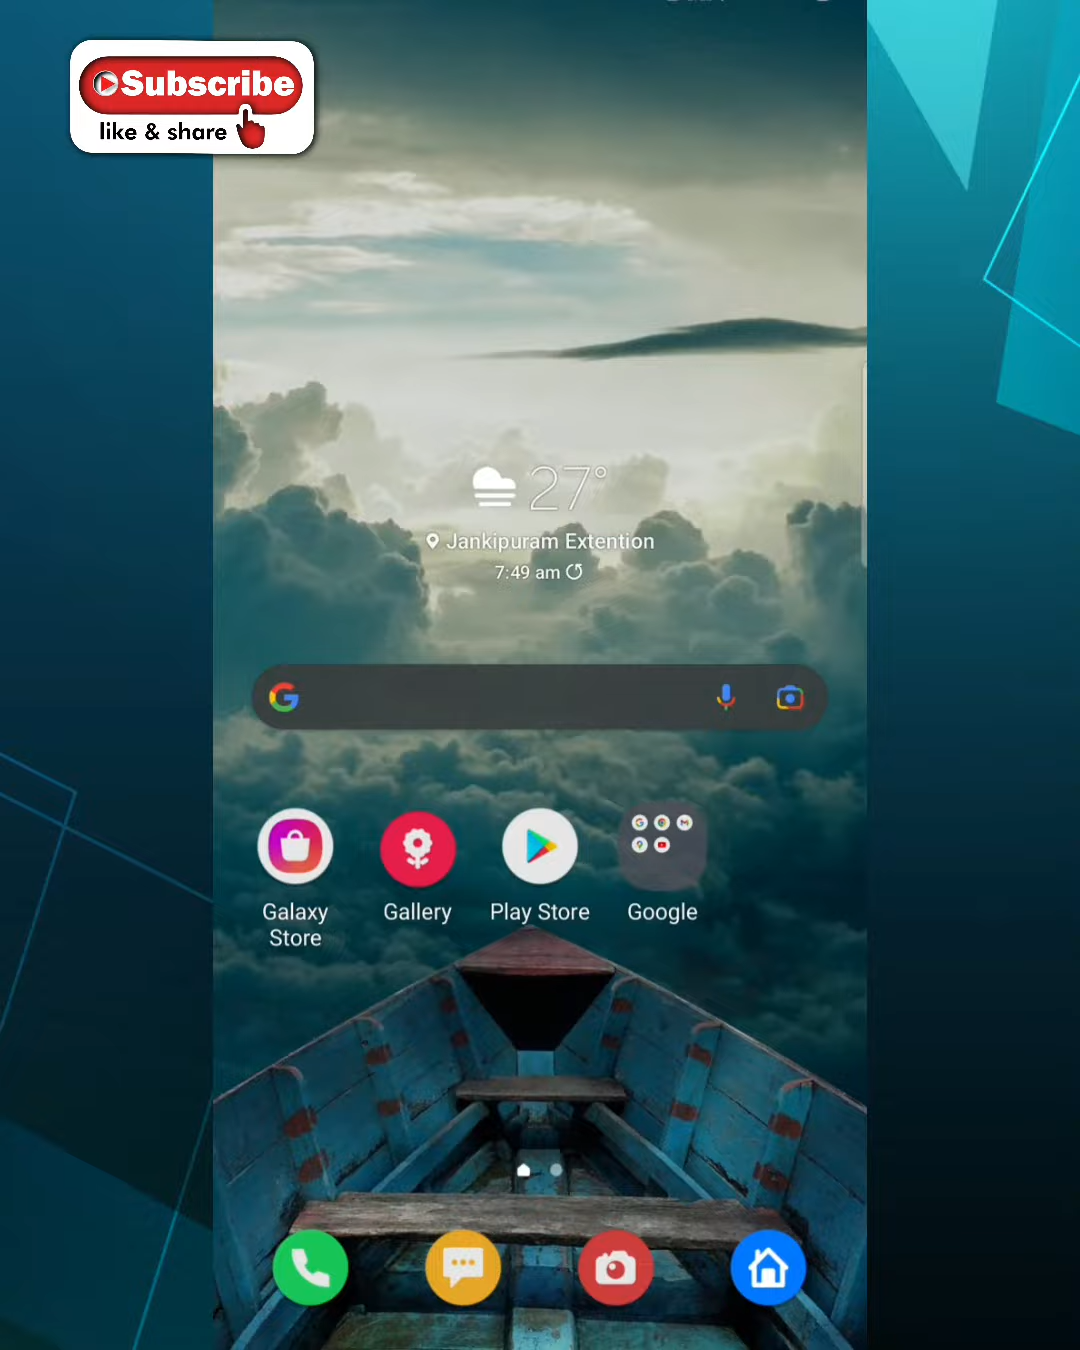 Subscribe
like & share
27°
Jankipuram Extention
7:49 am
Galaxy
Store
Gallery
Play Store
Google